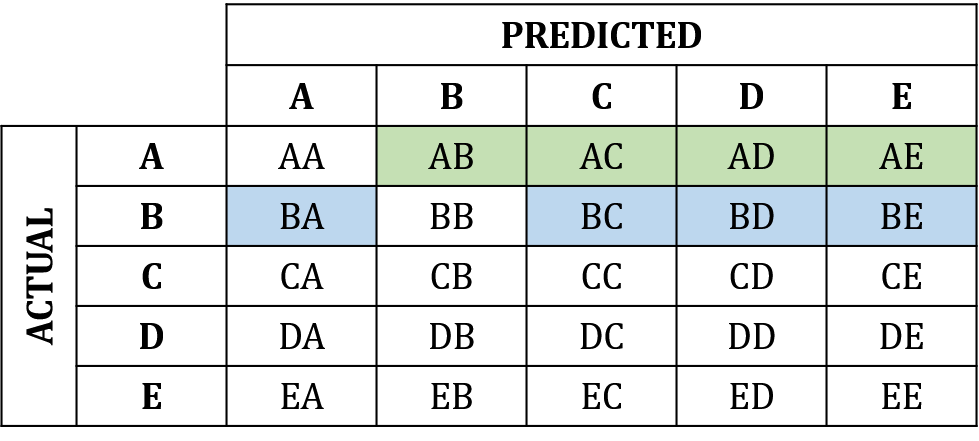 PREDICTED
A B C D E
ACTUAL
A AA AB AC AD AE
B BA BB BC BD BE
C CA CB CC CD CE
D DA DB DC DD DE
E EA EB EC ED EE